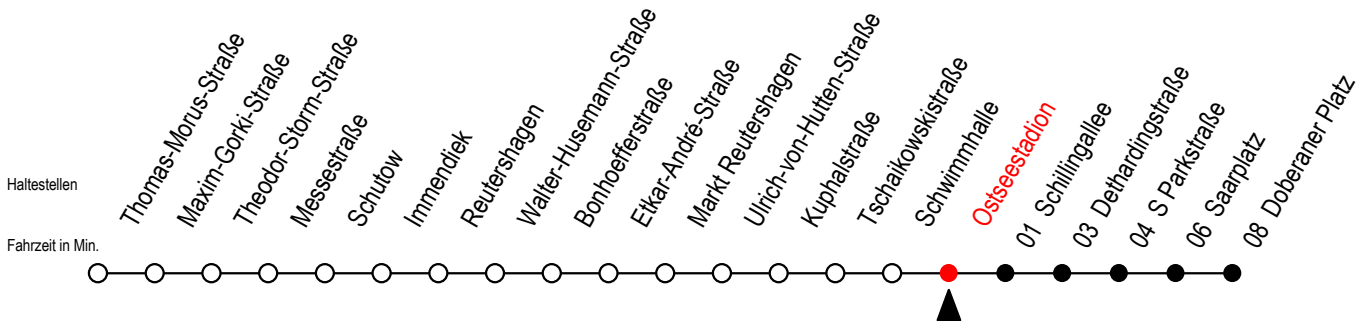 Haltestellen
Thomas-Morus-Straße
Maxim-Gorki-Straße
Theodor-Storm-Straße
Messestraße
Schutow
Immendiek
Reutershagen
Walter-Husemann-Straße
Bonhoefferstraße
Etkar-André-Straße
Markt Reutershagen
Ulrich-von-Hutten-Straße
Kuphalstraße
Tschaikowskistraße
Schwimmhalle
Ostseestadion
01 Schillingallee
03 Dethardingstraße
04 S Parkstraße
06 Saarplatz
08 Doberaner Platz
Fahrzeit in Min.